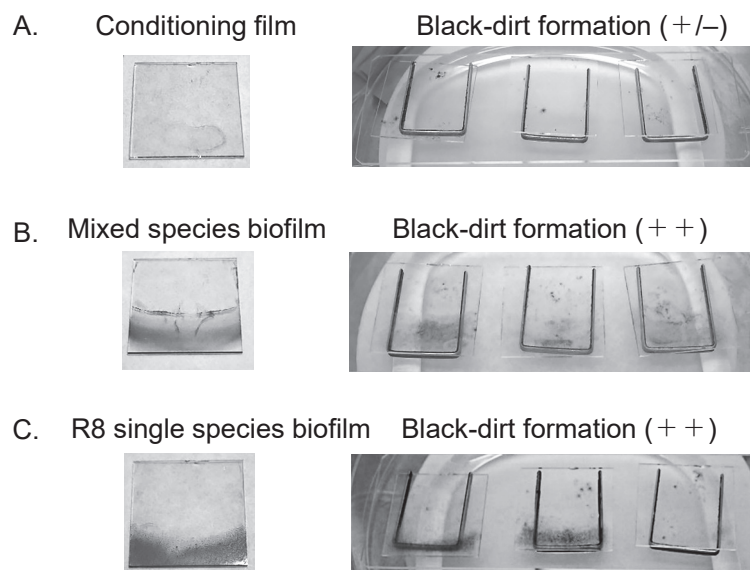 A. Conditioning film Black-dirt formation (+/–)
B. Mixed species biofilm Black-dirt formation (+ +)
C. R8 single species biofilm Black-dirt formation (+ +)